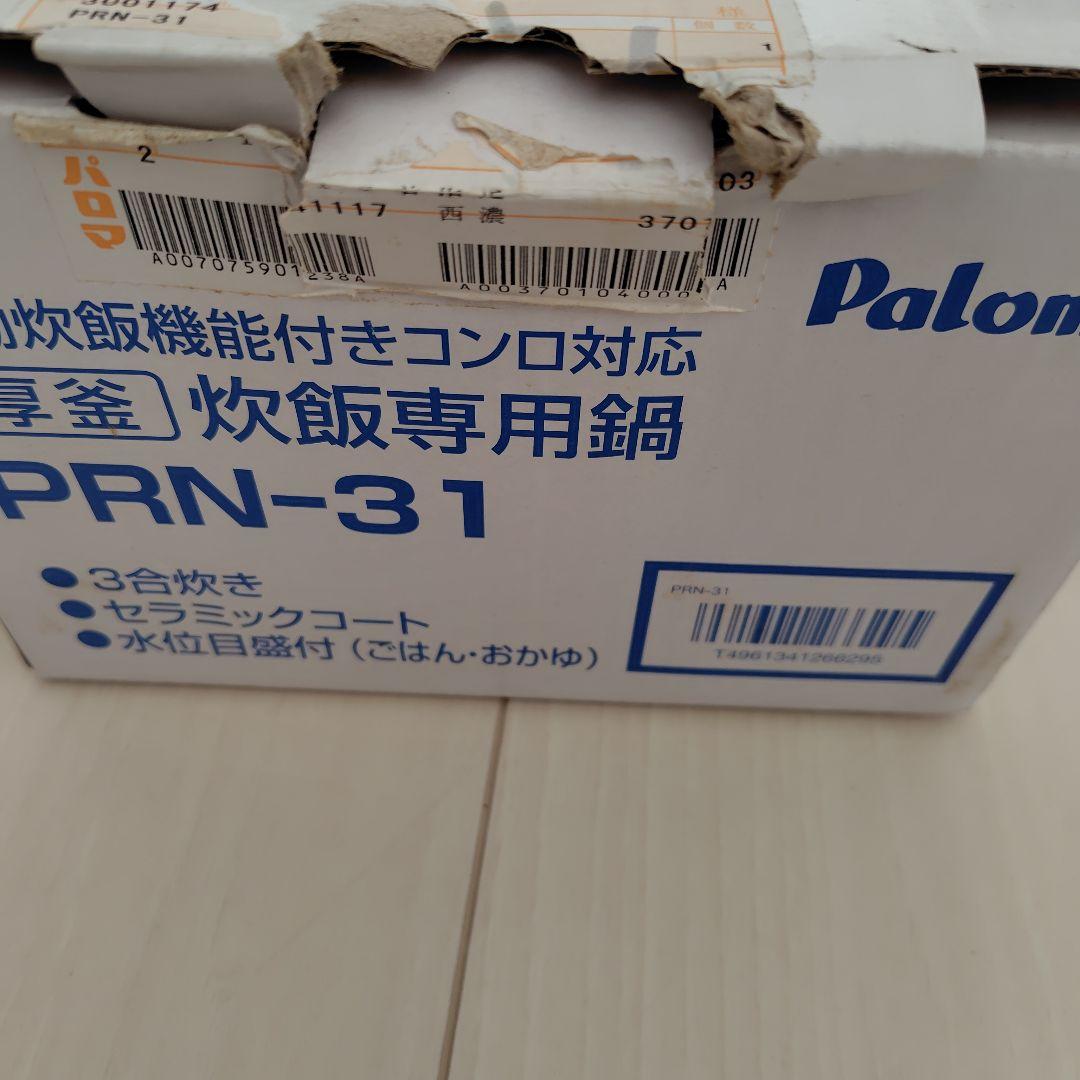 3001174
PRN-31
様
個数
1
2
03
パロマ
41117
西濃
370
A007075901238A
A003701040004A
Palom
炊飯機能付きコンロ対応
厚釜 炊飯専用鍋
PRN-31
●3合炊き
●セラミックコート
●水位目盛付（ごはん・おかゆ）
PRN-31
T4961341266295